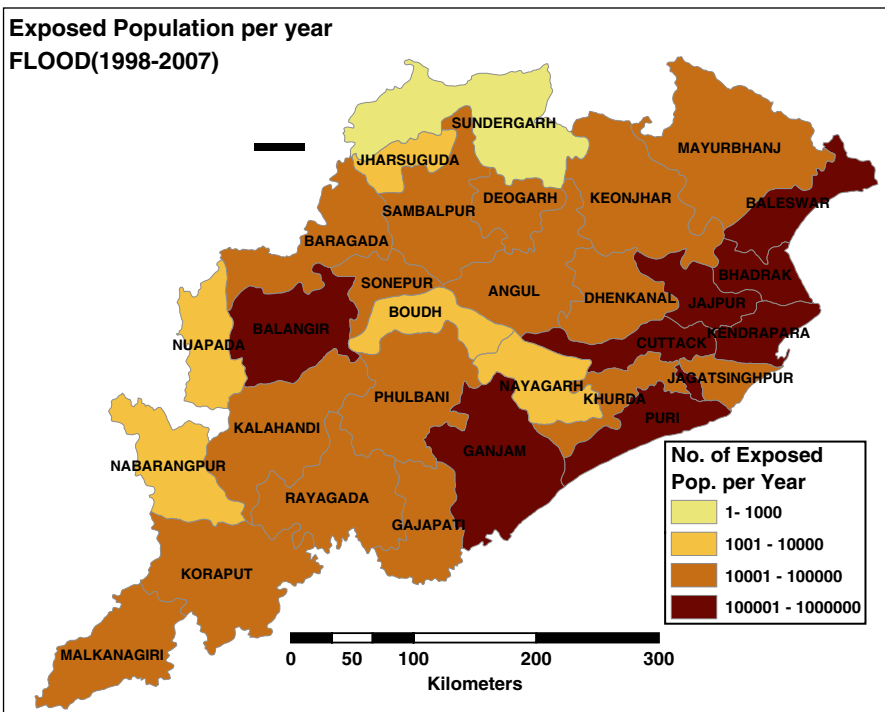 Exposed Population per year
FLOOD(1998-2007)
SUNDERGARH
MAYURBHANJ
JHARSUGUDA
DEOGARH
KEONJHAR
BALESWAR
SAMBALPUR
BARAGADA
BHADRAK
SONEPUR
ANGUL
DHENKANAL
JAJPUR
BOUDH
BALANGIR
KENDRAPARA
NUAPADA
CUTTACK
JAGATSINGHPUR
NAYAGARH
PHULBANI
KHURDA
PURI
KALAHANDI
GANJAM
NABARANGPUR
RAYAGADA
GAJAPATI
KORAPUT
MALKANAGIRI
No. of Exposed
Pop. per Year
1- 1000
1001 - 10000
10001 - 100000
100001 - 1000000
0 50 100 200 300
Kilometers